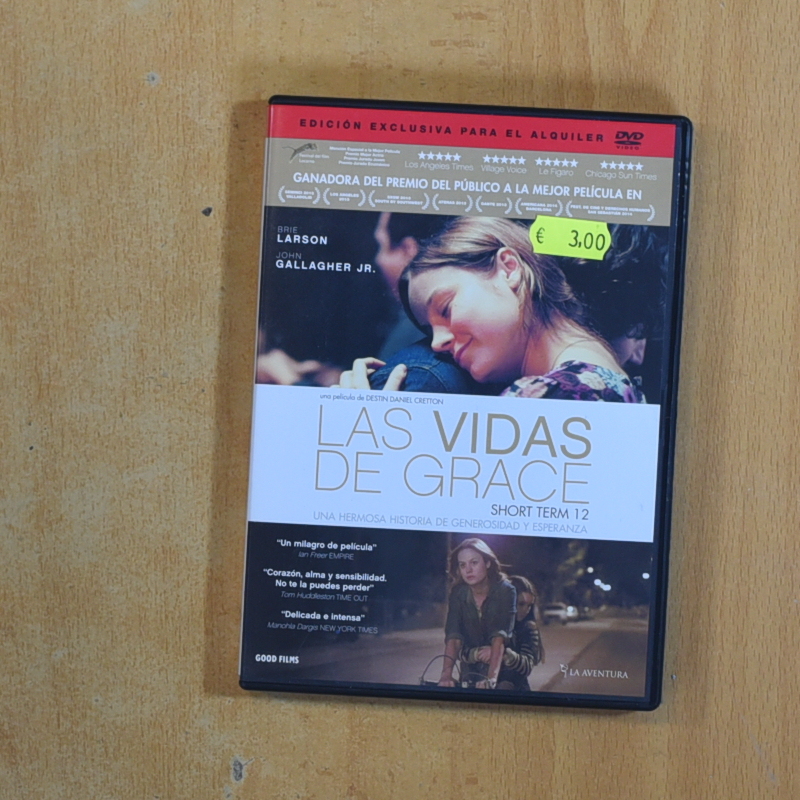 EDICIÓN EXCLUSIVA PARA EL ALQUILER
DVD
VIDEO
Los Angeles Times
Village Voice
Le Figaro
Chicago Sun Times
GANADORA DEL PREMIO DEL PÚBLICO A LA MEJOR PELÍCULA EN
BRIE
LARSON
JOHN
GALLAGHER JR.
€ 3,00
una película de DESTIN DANIEL CRETTON
LAS VIDAS
DE GRACE
SHORT TERM 12
UNA HERMOSA HISTORIA DE GENEROSIDAD Y ESPERANZA
"Un milagro de película"
Ian Freer EMPIRE
"Corazón, alma y sensibilidad.
No te la puedes perder"
Tom Huddleston TIME OUT
"Delicada e intensa"
Manohla Dargis NEW YORK TIMES
GOOD FILMS
LA AVENTURA